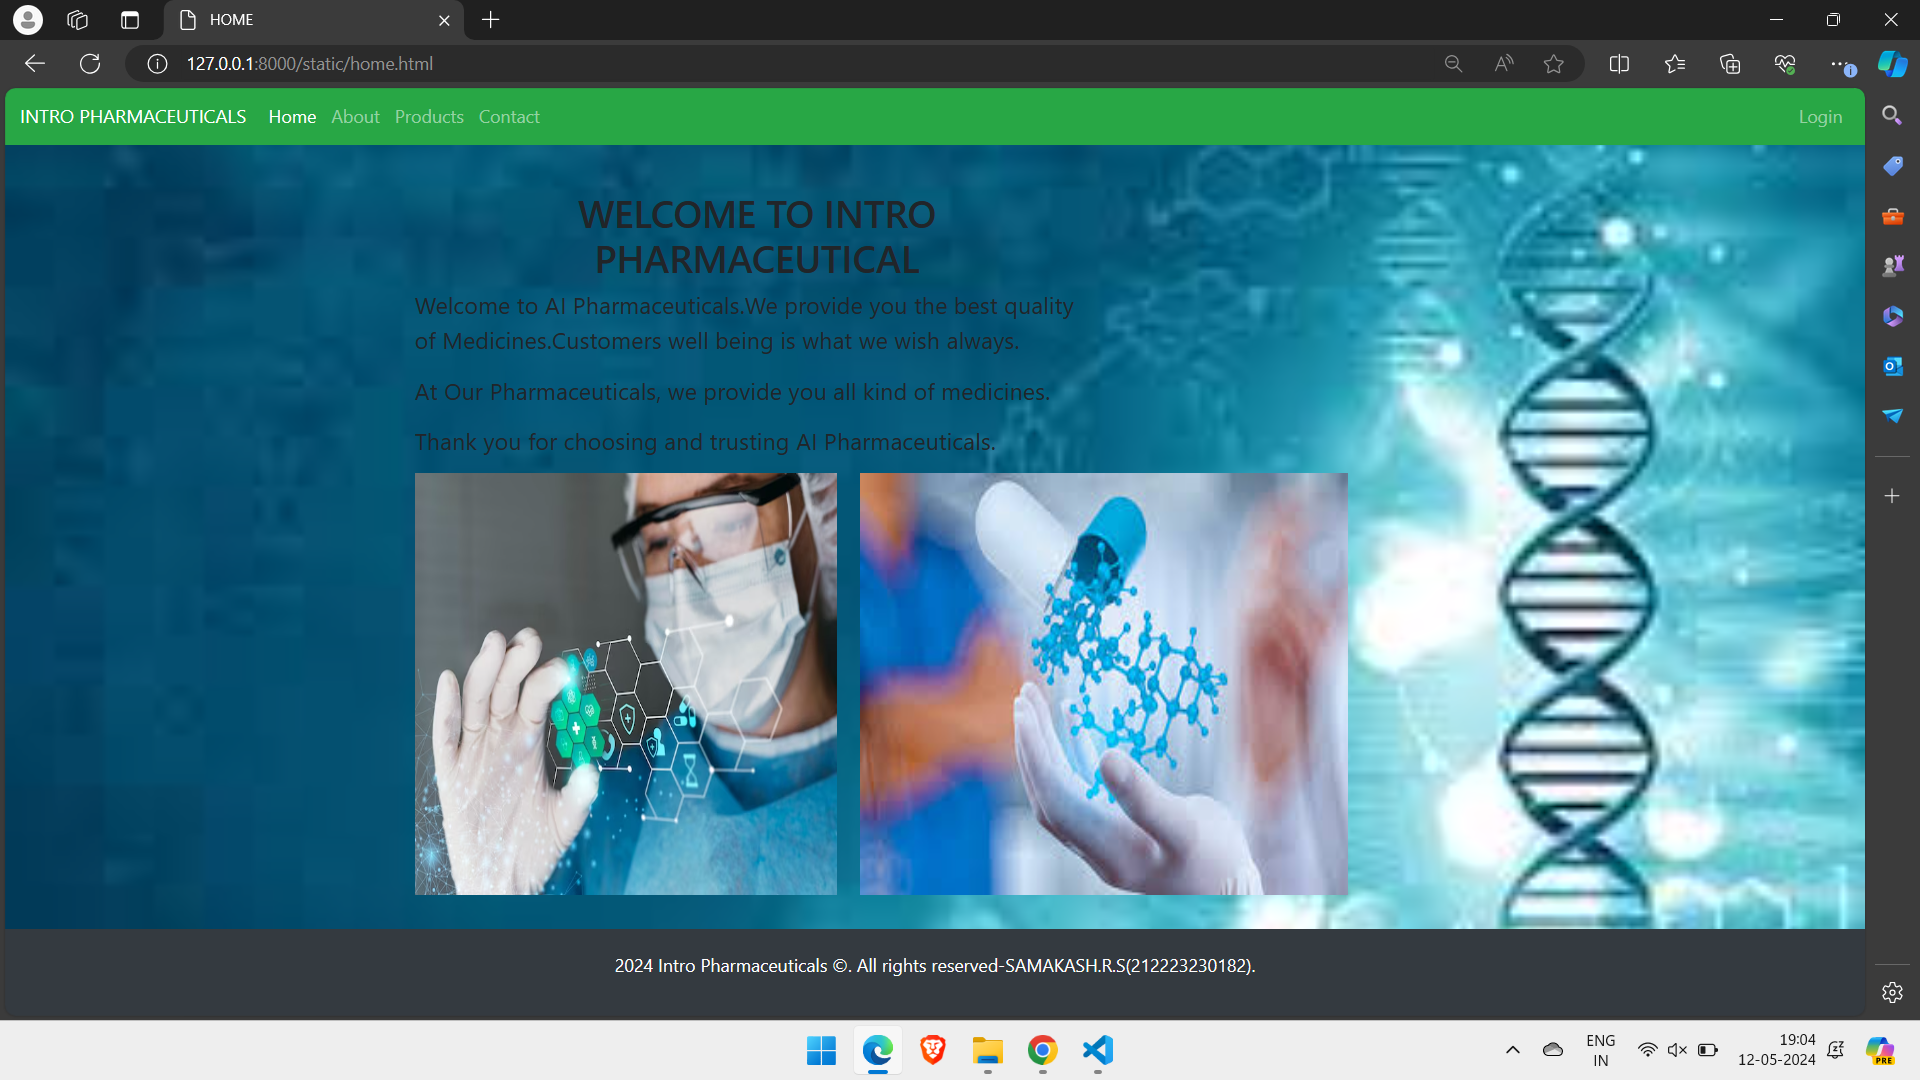 HOME
127.0.0.1:8000/static/home.html
INTRO PHARMACEUTICALS Home About Products Contact Login
WELCOME TO INTRO
PHARMACEUTICAL
Welcome to AI Pharmaceuticals.We provide you the best quality
of Medicines.Customers well being is what we wish always.
At Our Pharmaceuticals, we provide you all kind of medicines.
Thank you for choosing and trusting AI Pharmaceuticals.
2024 Intro Pharmaceuticals ©. All rights reserved-SAMAKASH.R.S(212223230182).
ENG
IN
19:04
12-05-2024
PRE